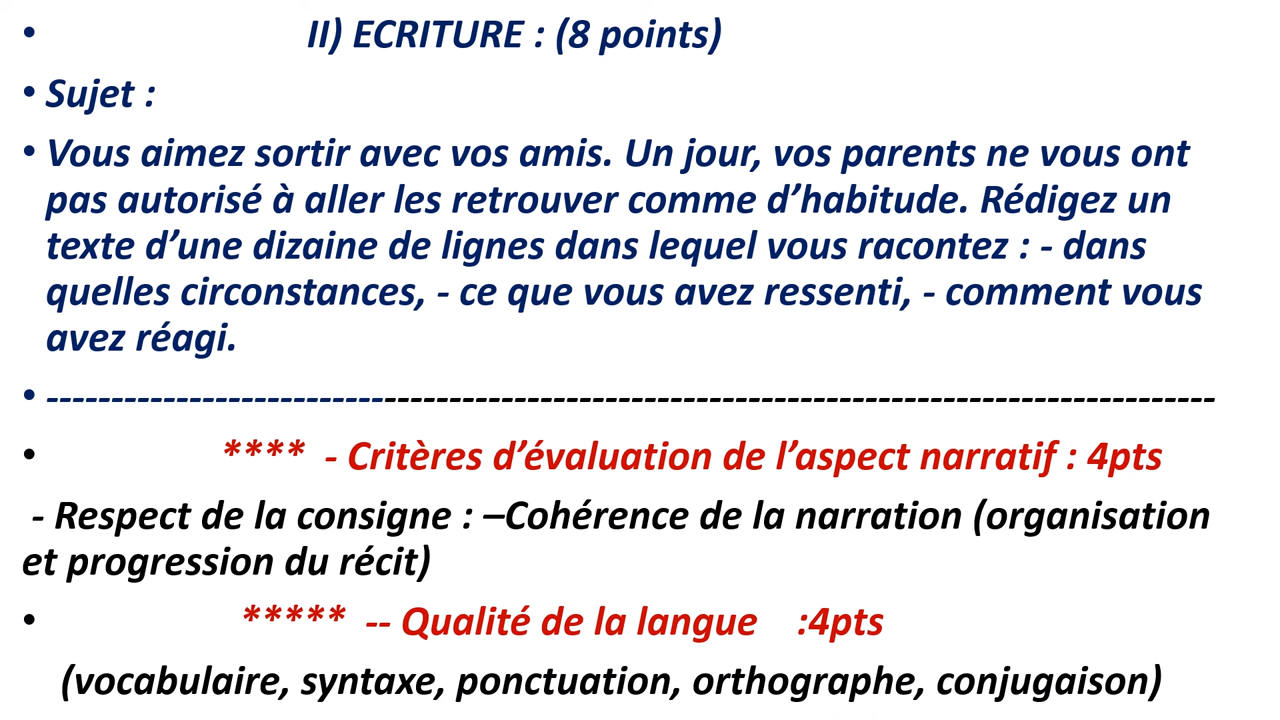 • II) ECRITURE : (8 points)
• Sujet :
• Vous aimez sortir avec vos amis. Un jour, vos parents ne vous ont
pas autorisé à aller les retrouver comme d’habitude. Rédigez un
texte d’une dizaine de lignes dans lequel vous racontez : - dans
quelles circonstances, - ce que vous avez ressenti, - comment vous
avez réagi.
• ------------------------------------------------------------------------------------------
• **** - Critères d’évaluation de l’aspect narratif : 4pts
- Respect de la consigne : –Cohérence de la narration (organisation
et progression du récit)
• ***** -- Qualité de la langue :4pts
(vocabulaire, syntaxe, ponctuation, orthographe, conjugaison)